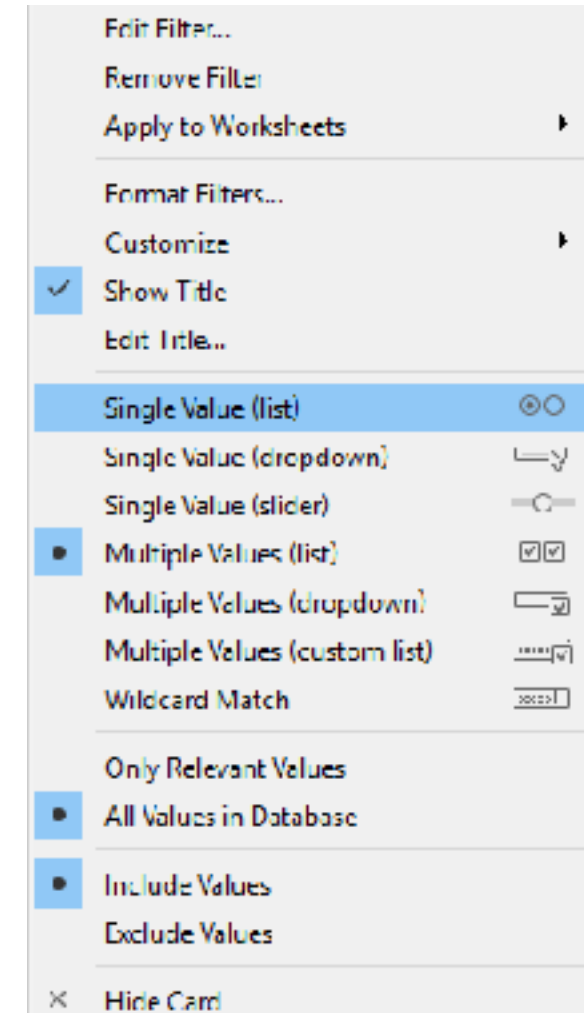 Edit Filter...
Remove Filter
Apply to Worksheets
Format Filters...
Customize
Show Title
Edit Title...
Single Value (list)
Single Value (dropdown)
Single Value (slider)
Multiple Values (list)
Multiple Values (dropdown)
Multiple Values (custom list)
Wildcard Match
Only Relevant Values
All Values in Database
Include Values
Exclude Values
Hide Card